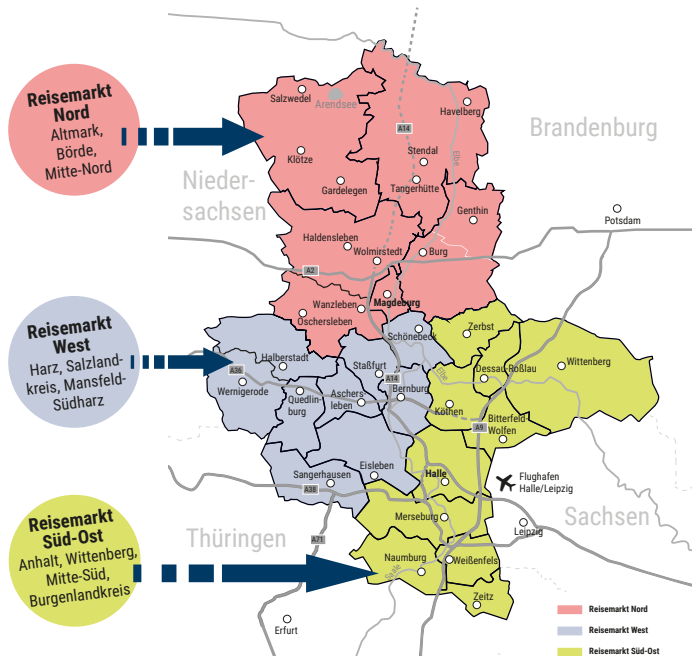 Reisemarkt
Nord
Altmark,
Börde,
Mitte-Nord
Reisemarkt
West
Harz, Salzland-
kreis, Mansfeld-
Südharz
Reisemarkt
Süd-Ost
Anhalt, Wittenberg,
Mitte-Süd,
Burgenlandkreis
Salzwedel
Arendsee
Havelberg
Brandenburg
A14
Elbe
Stendal
Klötze
Nieder-
sachsen
Gardelegen
Tangerhütte
Genthin
Potsdam
Haldensleben
Wolmirstedt
Burg
A2
Magdeburg
Wanzleben
Oschersleben
Schönebeck
Zerbst
Halberstadt
A36
Staßfurt
Elbe
Dessau-Roßlau
Wittenberg
Wernigerode
Quedlin-
burg
Aschers-
leben
A14
Bernburg
Köthen
Bitterfeld-
Wolfen
A9
Eisleben
Halle
Sangerhausen
A38
Flughafen
Halle/Leipzig
Merseburg
Sachsen
Leipzig
Thüringen
A71
Naumburg
Weißenfels
Saale
Zeitz
Erfurt
Reisemarkt Nord
Reisemarkt West
Reisemarkt Süd-Ost